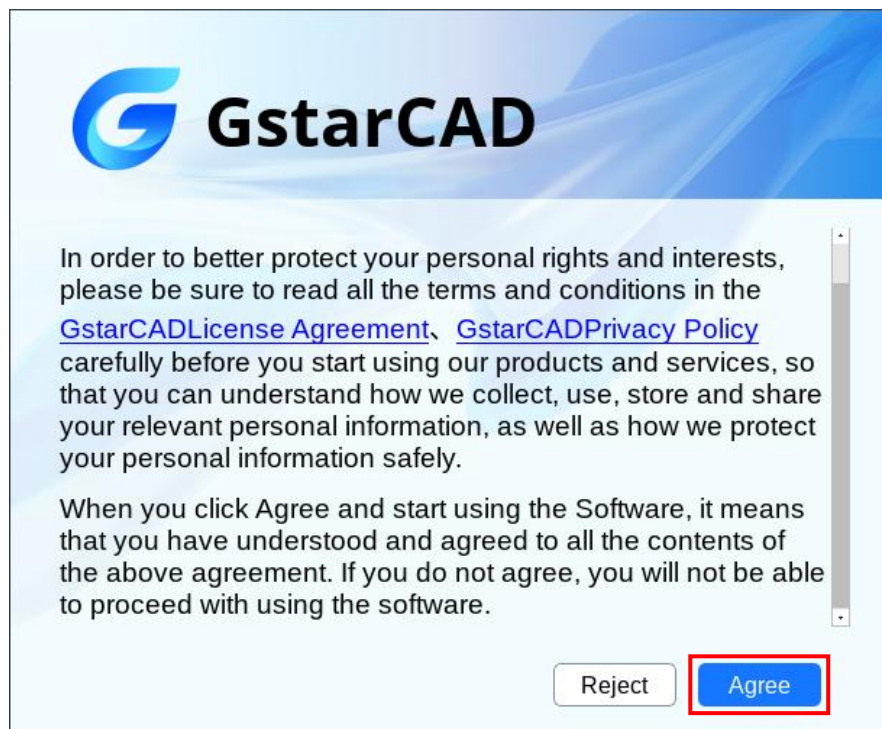 GstarCAD
In order to better protect your personal rights and interests,
please be sure to read all the terms and conditions in the
GstarCADLicense Agreement、GstarCADPrivacy Policy
carefully before you start using our products and services, so
that you can understand how we collect, use, store and share
your relevant personal information, as well as how we protect
your personal information safely.
When you click Agree and start using the Software, it means
that you have understood and agreed to all the contents of
the above agreement. If you do not agree, you will not be able
to proceed with using the software.
Reject Agree